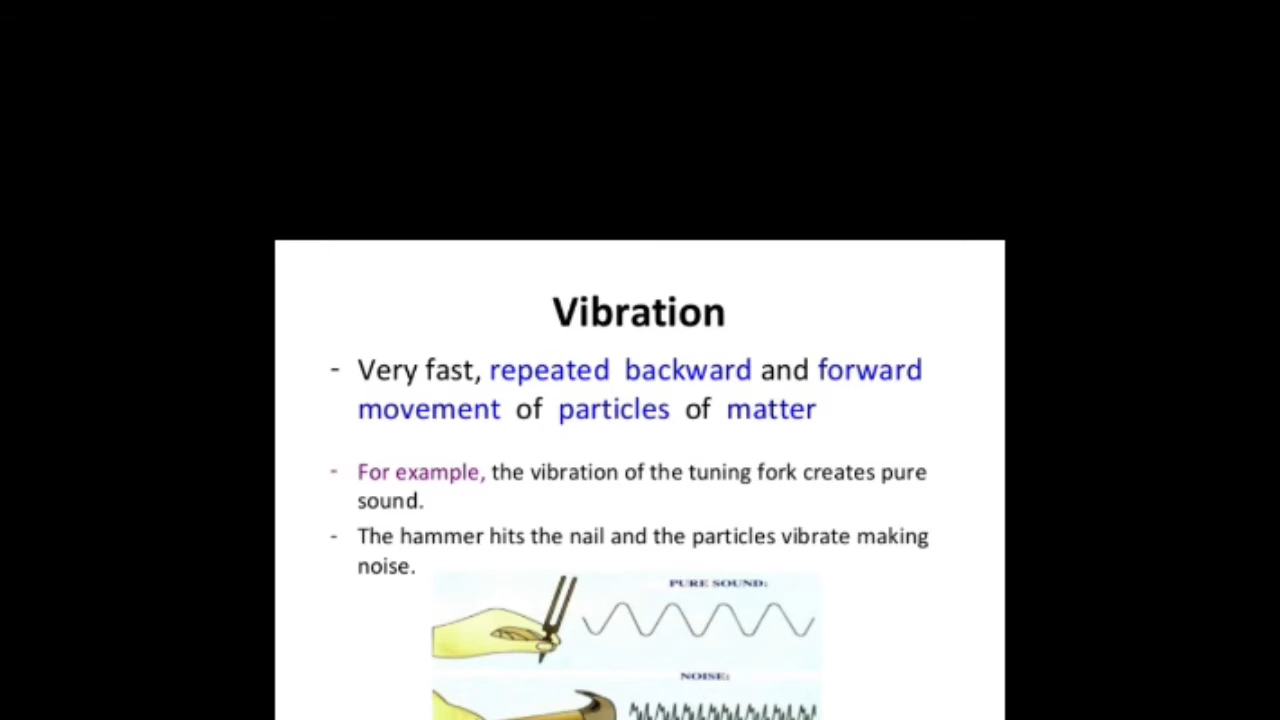 Vibration
- Very fast, repeated backward and forward
movement of particles of matter
- For example, the vibration of the tuning fork creates pure
sound.
- The hammer hits the nail and the particles vibrate making
noise.
PURE SOUND:
NOISE: